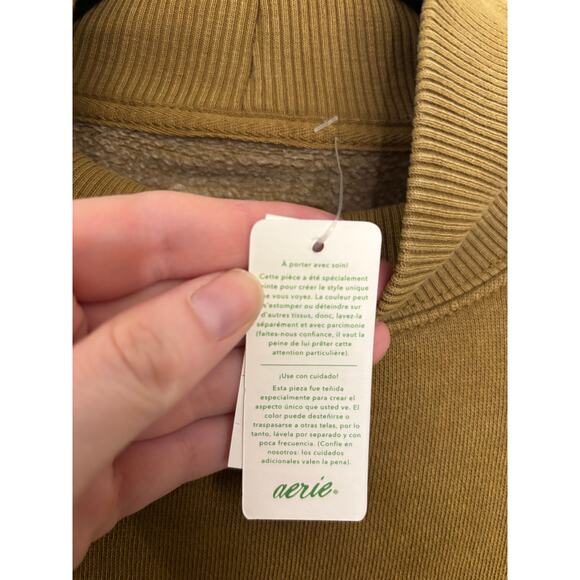 À porter avec soin!
Cette pièce a été spécialement
teinte pour créer le style unique
vous voyez. La couleur peut
s'estomper ou déteindre sur
d'autres tissus, donc, lavez-la
séparément et avec parcimonie
(faites-nous confiance, il vaut la
peine de lui prêter cette
attention particulière).
¡Use con cuidado!
Esta pieza fue teñida
especialmente para crear el
aspecto único que usted ve. El
color puede desteñirse o
traspasarse a otras telas, por lo
tanto, lávela por separado y con
poca frecuencia. (Confíe en
nosotros: los cuidados
adicionales valen la pena).
aerie®